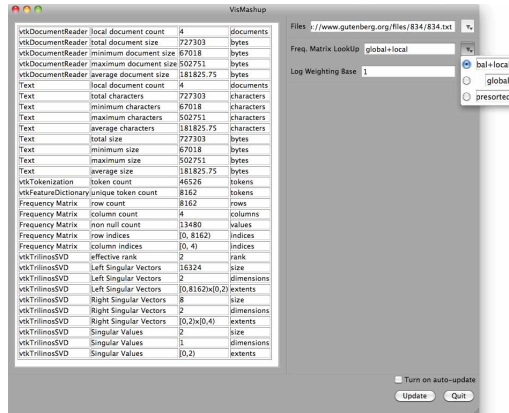 VisMashup
vtkDocumentReader local document count 4 documents
vtkDocumentReader total document size 727303 bytes
vtkDocumentReader minimum document size 67018 bytes
vtkDocumentReader maximum document size 502751 bytes
vtkDocumentReader average document size 181825.75 bytes
Text local document count 4 documents
Text total characters 727303 characters
Text minimum characters 67018 characters
Text maximum characters 502751 characters
Text average characters 181825.75 characters
Text total size 727303 bytes
Text minimum size 67018 bytes
Text maximum size 502751 bytes
Text average size 181825.75 bytes
vtkTokenization token count 46526 tokens
vtkFeatureDictionary unique token count 8162 tokens
Frequency Matrix row count 8162 rows
Frequency Matrix column count 4 columns
Frequency Matrix non null count 13480 values
Frequency Matrix row indices [0, 8162) indices
Frequency Matrix column indices [0, 4) indices
vtkTrilinosSVD effective rank 2 rank
vtkTrilinosSVD Left Singular Vectors 16324 size
vtkTrilinosSVD Left Singular Vectors 2 dimensions
vtkTrilinosSVD Left Singular Vectors [0,8162)x[0,2) extents
vtkTrilinosSVD Right Singular Vectors 8 size
vtkTrilinosSVD Right Singular Vectors 2 dimensions
vtkTrilinosSVD Right Singular Vectors [0,2)x[0,4) extents
vtkTrilinosSVD Singular Values 2 size
vtkTrilinosSVD Singular Values 1 dimensions
vtkTrilinosSVD Singular Values [0,2) extents
Files ://www.gutenberg.org/files/834/834.txt
Freq. Matrix LookUp global+local
Log Weighting Base 1
bal+local
global
presorted
Turn on auto-update
Update Quit